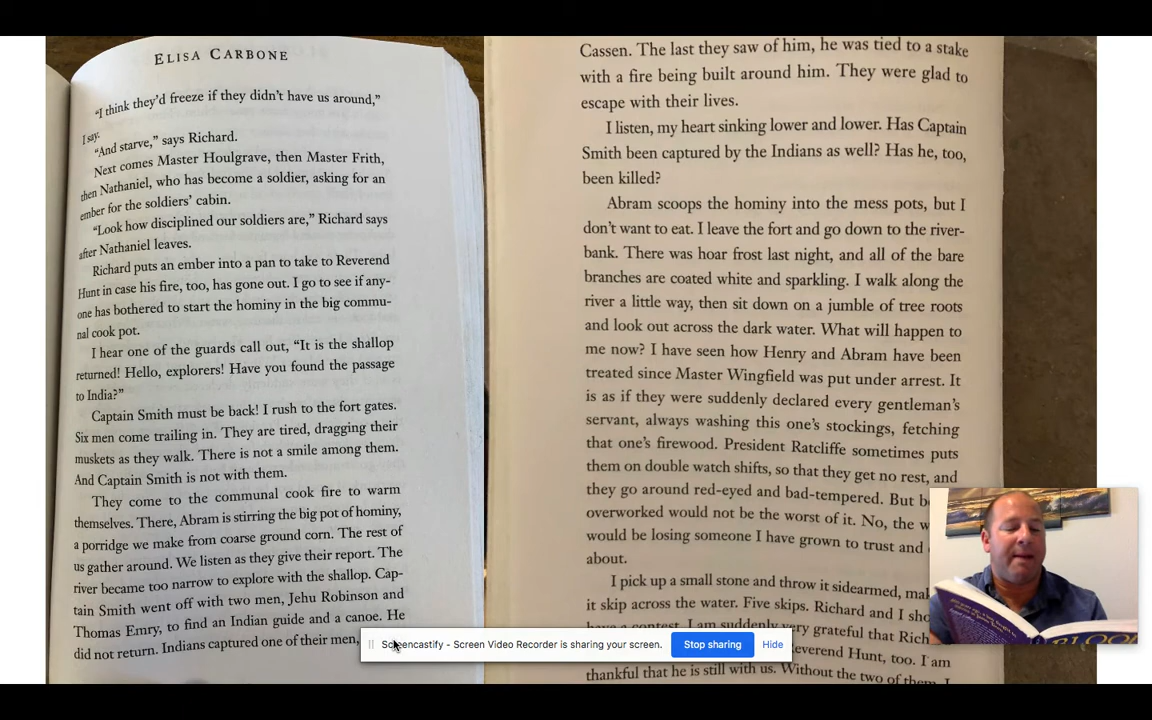 ELISA CARBONE
"I think they'd freeze if they didn't have us around,"
I say.
"And starve," says Richard.
Next comes Master Houlgrave, then Master Frith,
then Nathaniel, who has become a soldier, asking for an
ember for the soldiers' cabin.
"Look how disciplined our soldiers are," Richard says
after Nathaniel leaves.
Richard puts an ember into a pan to take to Reverend
Hunt in case his fire, too, has gone out. I go to see if any-
one has bothered to start the hominy in the big commu-
nal cook pot.
I hear one of the guards call out, "It is the shallop
returned! Hello, explorers! Have you found the passage
to India?"
Captain Smith must be back! I rush to the fort gates.
Six men come trailing in. They are tired, dragging their
muskets as they walk. There is not a smile among them.
And Captain Smith is not with them.
They come to the communal cook fire to warm
themselves. There, Abram is stirring the big pot of hominy,
a porridge we make from coarse ground corn. The rest of
us gather around. We listen as they give their report. The
river became too narrow to explore with the shallop. Cap-
tain Smith went off with two men, Jehu Robinson and
Thomas Emry, to find an Indian guide and a canoe. He
did not return. Indians captured one of their men,
Cassen. The last they saw of him, he was tied to a stake
with a fire being built around him. They were glad to
escape with their lives.
I listen, my heart sinking lower and lower. Has Captain
Smith been captured by the Indians as well? Has he, too,
been killed?
Abram scoops the hominy into the mess pots, but I
don't want to eat. I leave the fort and go down to the river-
bank. There was hoar frost last night, and all of the bare
branches are coated white and sparkling. I walk along the
river a little way, then sit down on a jumble of tree roots
and look out across the dark water. What will happen to
me now? I have seen how Henry and Abram have been
treated since Master Wingfield was put under arrest. It
is as if they were suddenly declared every gentleman's
servant, always washing this one's stockings, fetching
that one's firewood. President Ratcliffe sometimes puts
them on double watch shifts, so that they get no rest, and
they go around red-eyed and bad-tempered. But
overworked would not be the worst of it. No, the
would be losing someone I have grown to trust and
about.
I pick up a small stone and throw it sidearmed,
it skip across the water. Five skips. Richard and I
have a contest. I am suddenly very grateful that
Reverend Hunt, too. I am
thankful that he is still with us. Without the two of them, I
Screencastify - Screen Video Recorder is sharing your screen.
Stop sharing
Hide